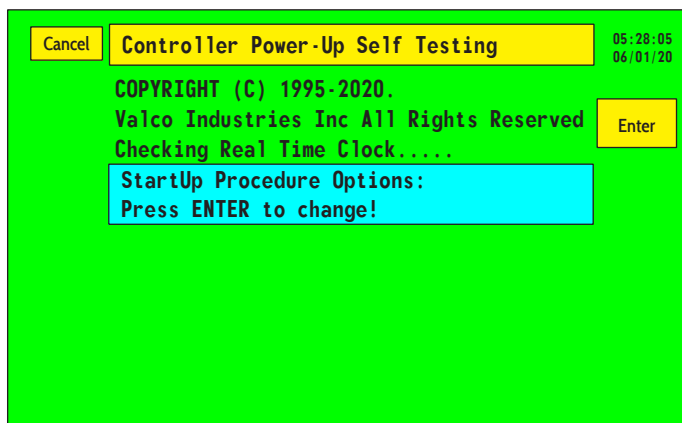 Cancel
Controller Power-Up Self Testing
05:28:05
06/01/20
COPYRIGHT (C) 1995-2020.
Valco Industries Inc All Rights Reserved
Enter
Checking Real Time Clock.....
StartUp Procedure Options:
Press ENTER to change!